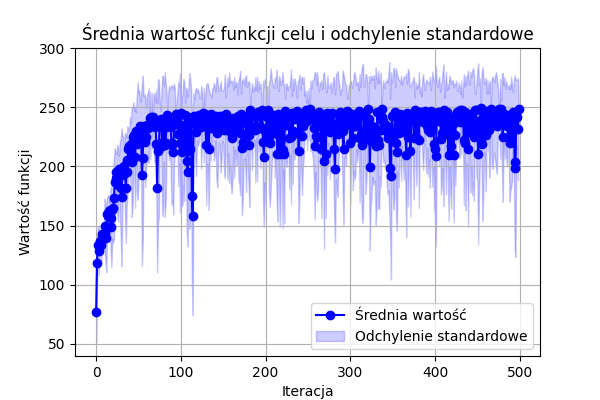 Średnia wartość funkcji celu i odchylenie standardowe
300
250
200
150
100
50
Wartość funkcji
0 100 200 300 400 500
Iteracja
Średnia wartość
Odchylenie standardowe